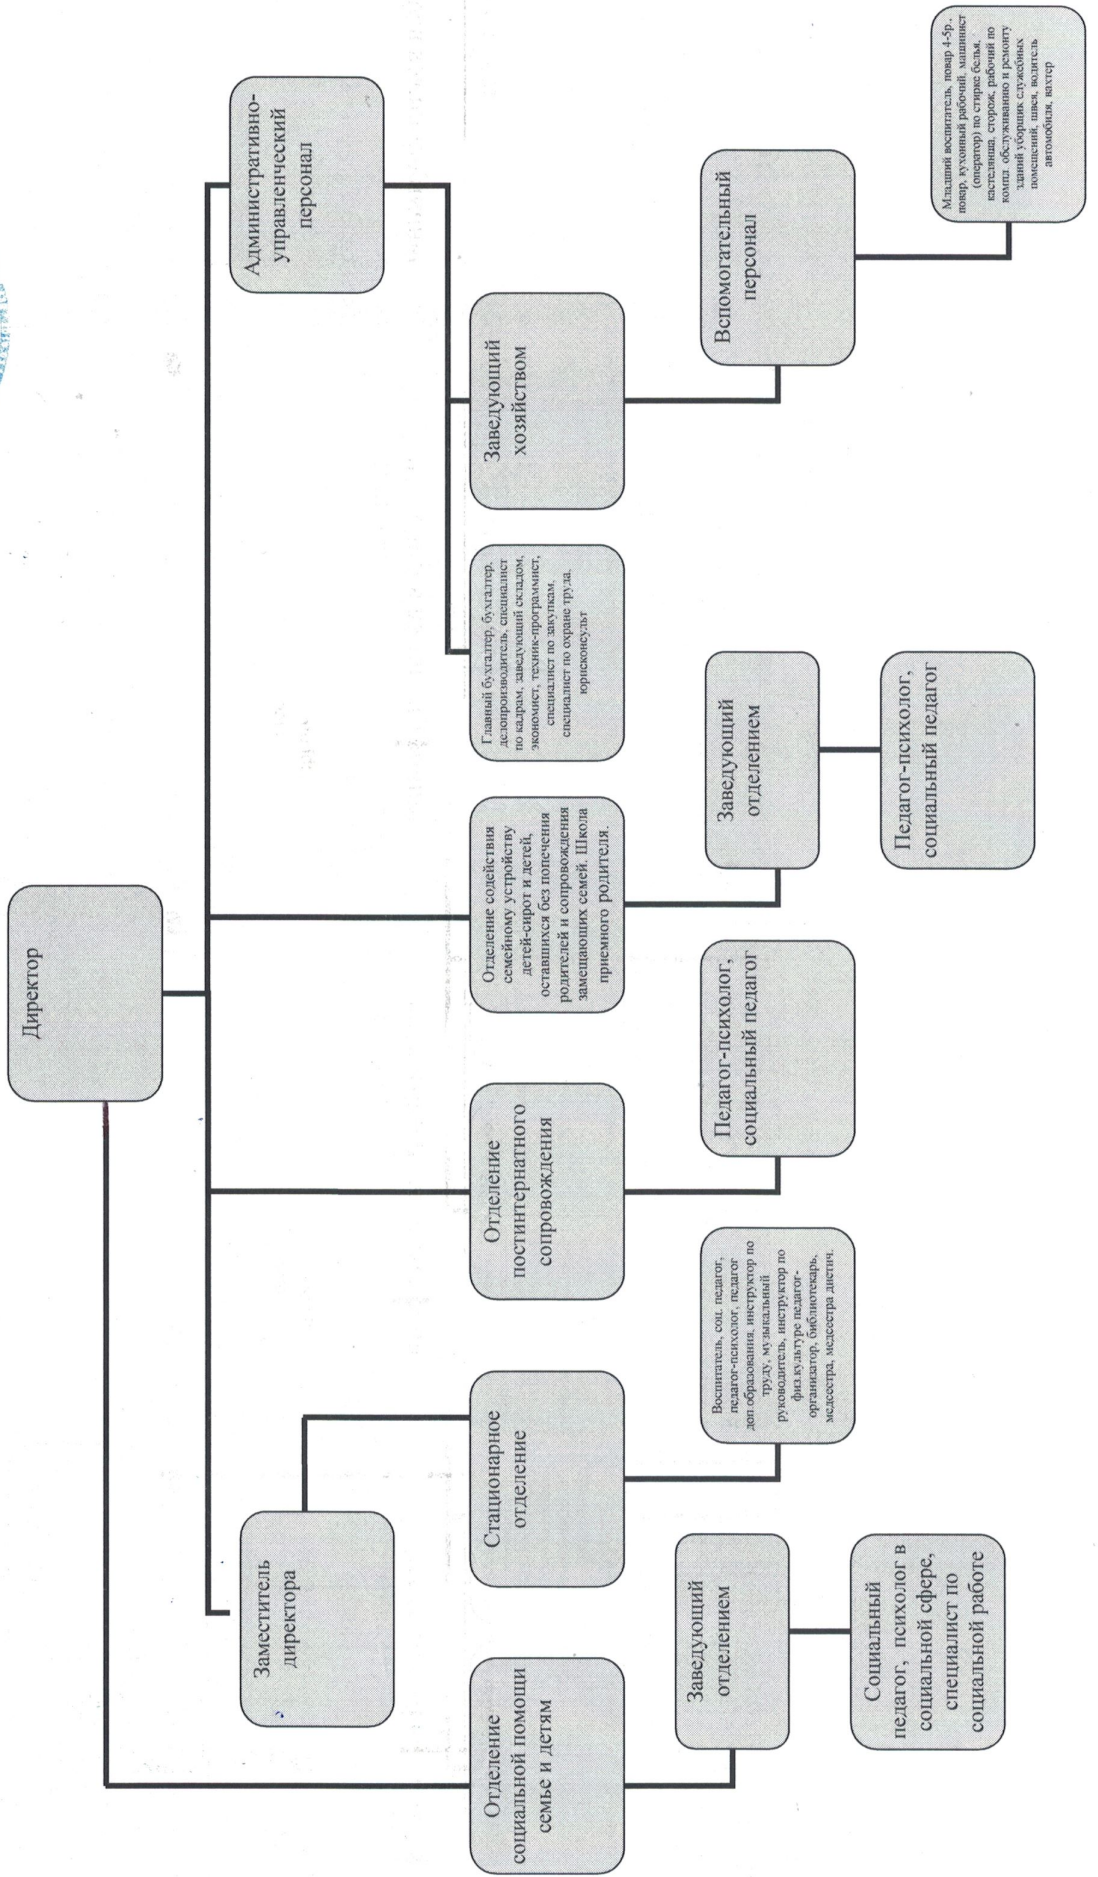 Директор
Заместитель
директора
Административно-
управленческий
персонал
Отделение
социальной помощи
семье и детям
Стационарное
отделение
Отделение
постинтернатного
сопровождения
Отделение содействия
семейному устройству
детей-сирот и детей,
оставшихся без попечения
родителей и сопровождения
замещающих семей. Школа
приемного родителя.
Главный бухгалтер, бухгалтер,
делопроизводитель, специалист
по кадрам, заведующий складом,
экономист, техник-программист,
специалист по закупкам,
специалист по охране труда,
юрисконсульт
Заведующий
хозяйством
Заведующий
отделением
Воспитатель, соц. педагог,
педагог-психолог, педагог
доп.образования, инструктор по
труду, музыкальный
руководитель, инструктор по
физ.культуре педагог-
организатор, библиотекарь,
медсестра, медсестра диетич.
Педагог-психолог,
социальный педагог
Заведующий
отделением
Вспомогательный
персонал
Социальный
педагог, психолог в
социальной сфере,
специалист по
социальной работе
Педагог-психолог,
социальный педагог
Младший воспитатель, повар 4-5р.,
повар, кухонный рабочий, машинист
(оператор) по стирке белья,
кастелянша, сторож, рабочий по
компл. обслуживанию и ремонту
зданий уборщик служебных
помещений, швея, водитель
автомобиля, вахтер